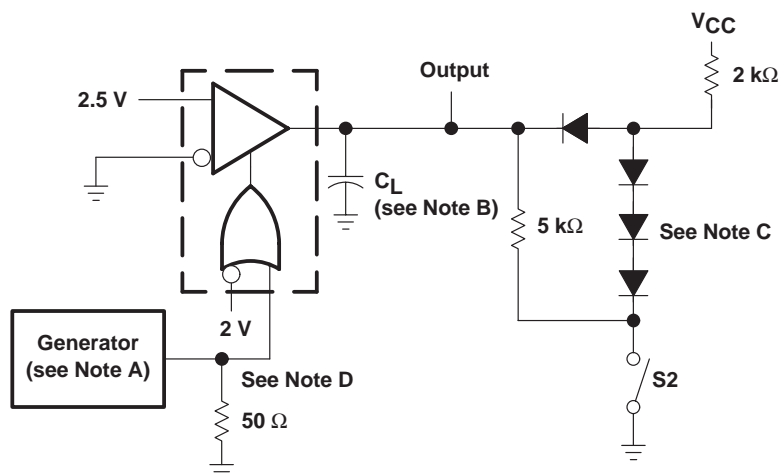 VCC
2 kΩ
Output
2.5 V
CL
(see Note B)
5 kΩ
See Note C
2 V
Generator
(see Note A)
See Note D
50 Ω
S2